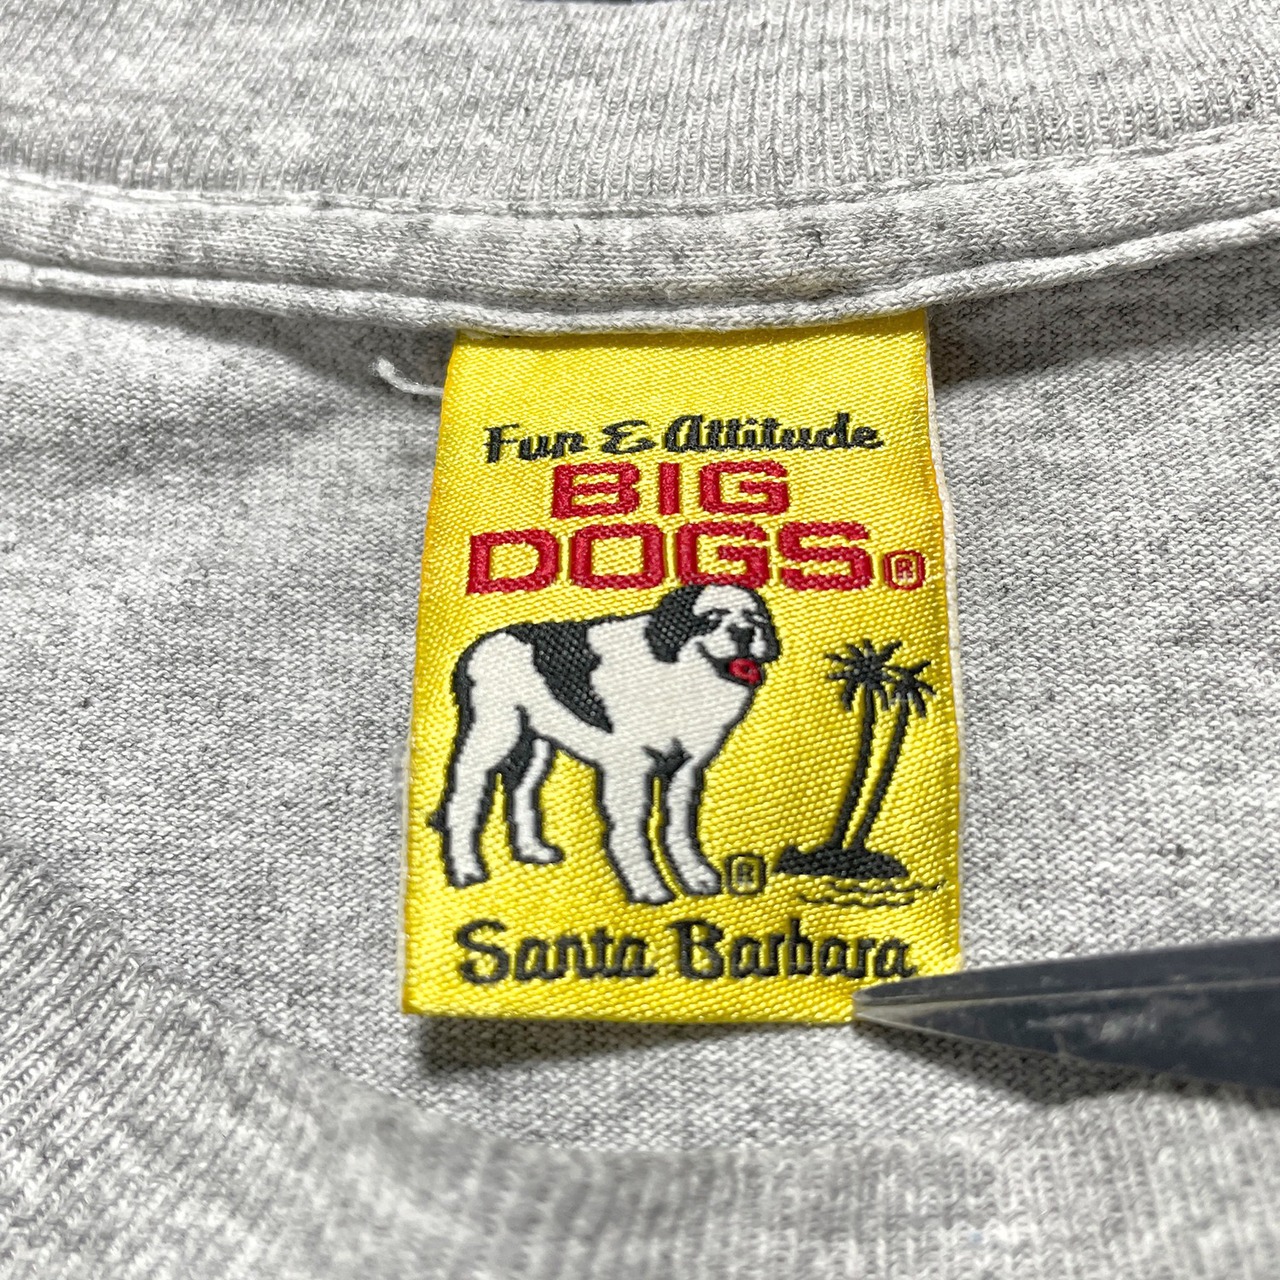 Fun & Attitude
BIG
DOGS®
®
Santa Barbara